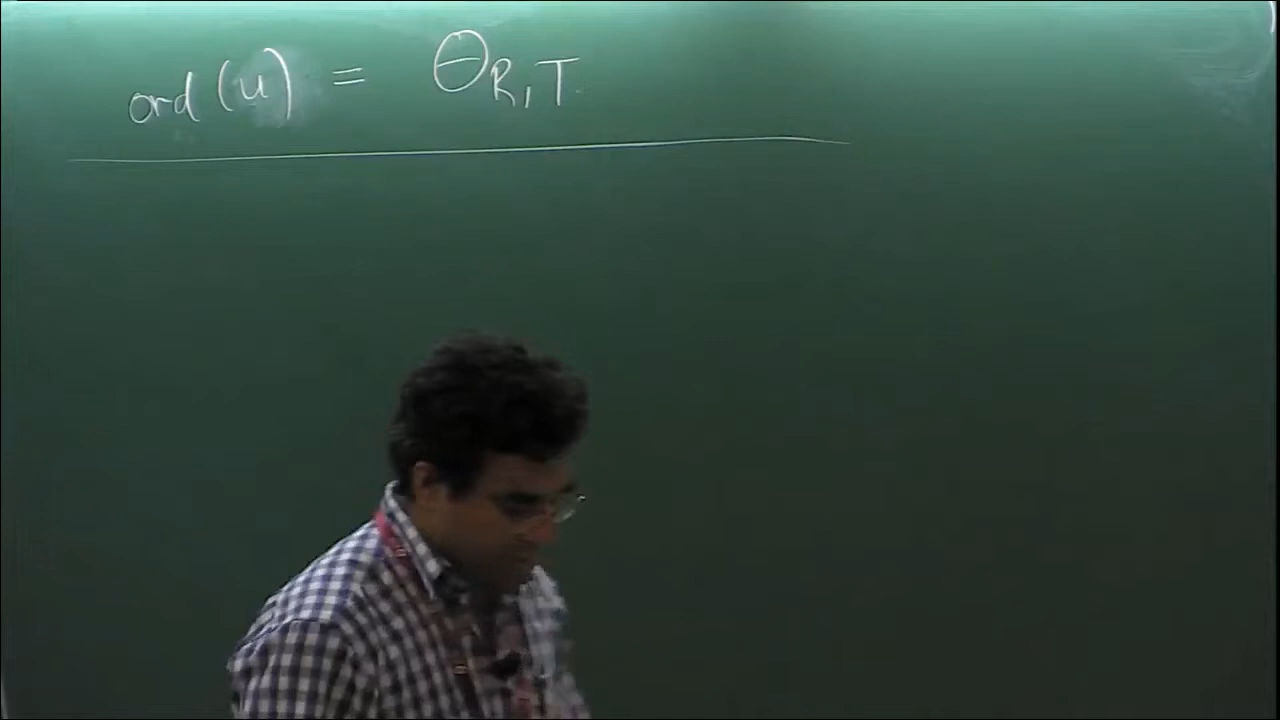 ord (u) = Θ_{R,T}